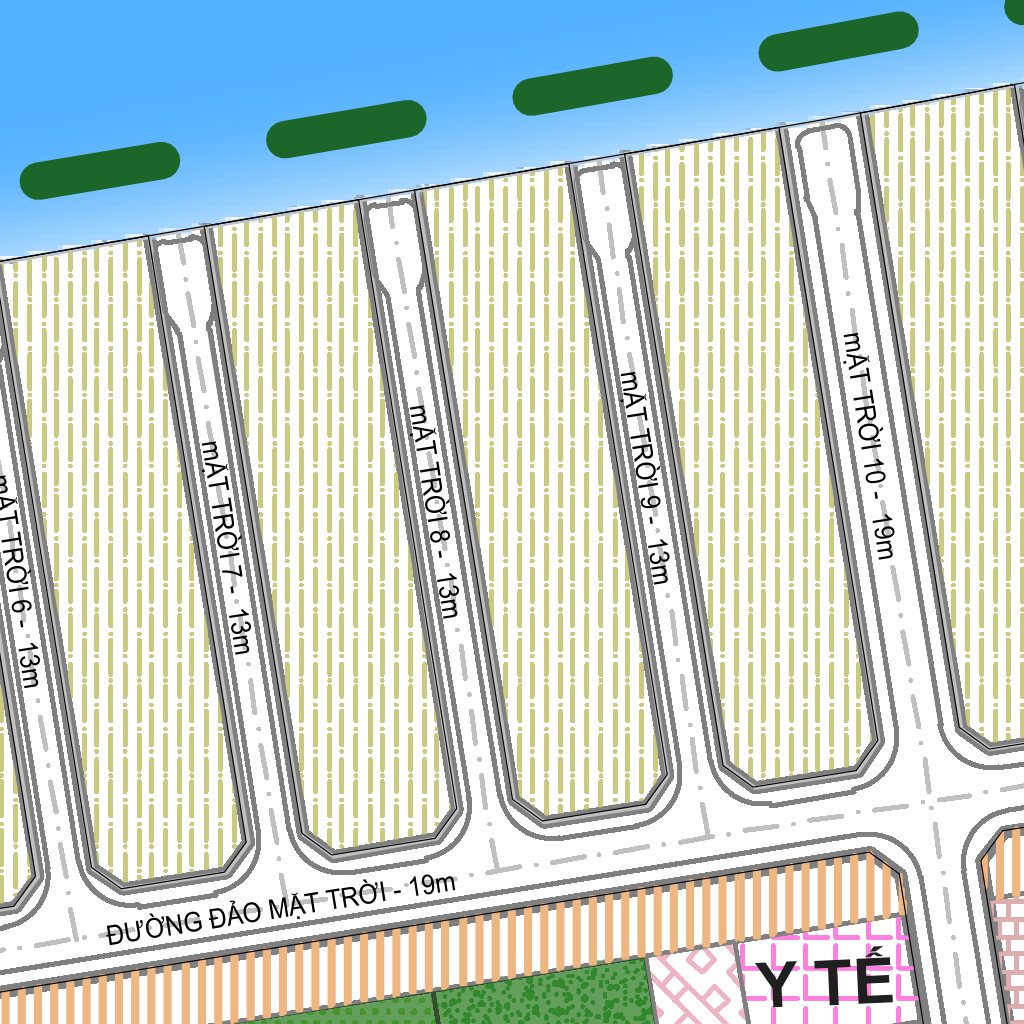 mẶT TRỜI 6 - 13m
mẶT TRỜI 7 - 13m
mẶT TRỜI 8 - 13m
mẶT TRỜI 9 - 13m
mẶT TRỜI 10 - 19m
ĐƯỜNG ĐẢO MẶT TRỜI - 19m
Y TẾ